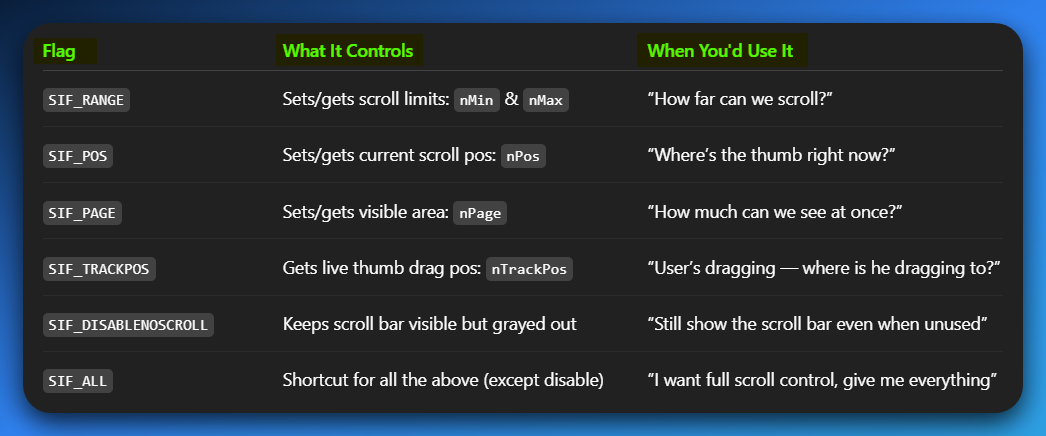 Flag What It Controls When You'd Use It
SIF_RANGE Sets/gets scroll limits: nMin & nMax “How far can we scroll?”
SIF_POS Sets/gets current scroll pos: nPos “Where’s the thumb right now?”
SIF_PAGE Sets/gets visible area: nPage “How much can we see at once?”
SIF_TRACKPOS Gets live thumb drag pos: nTrackPos “User’s dragging — where is he dragging to?”
SIF_DISABLENOSCROLL Keeps scroll bar visible but grayed out “Still show the scroll bar even when unused”
SIF_ALL Shortcut for all the above (except disable) “I want full scroll control, give me everything”